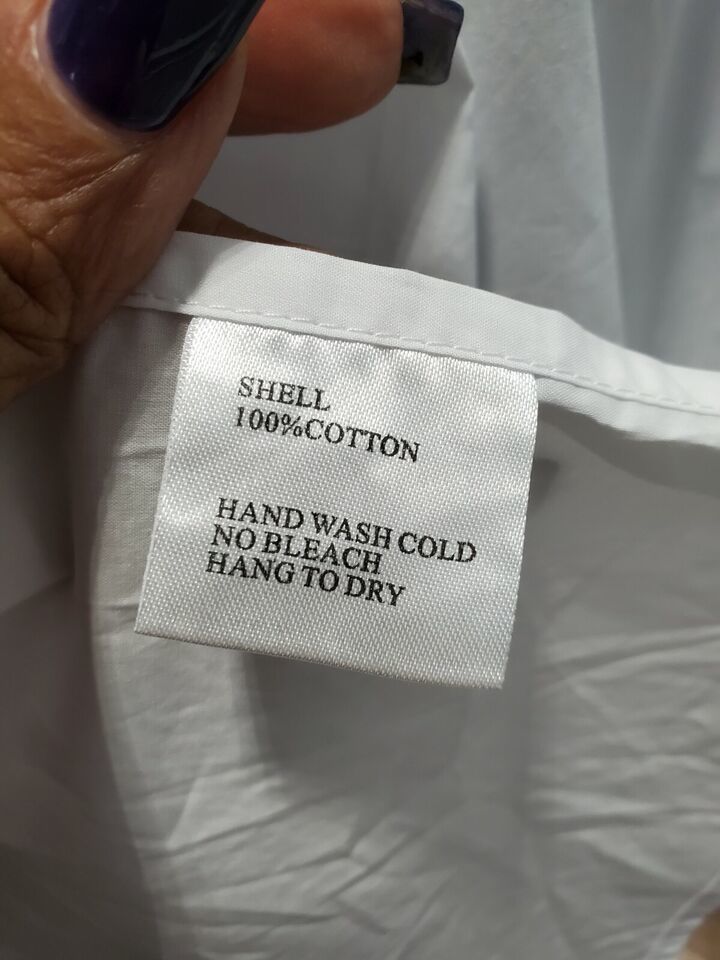 SHELL
100%COTTON
HAND WASH COLD
NO BLEACH
HANG TO DRY